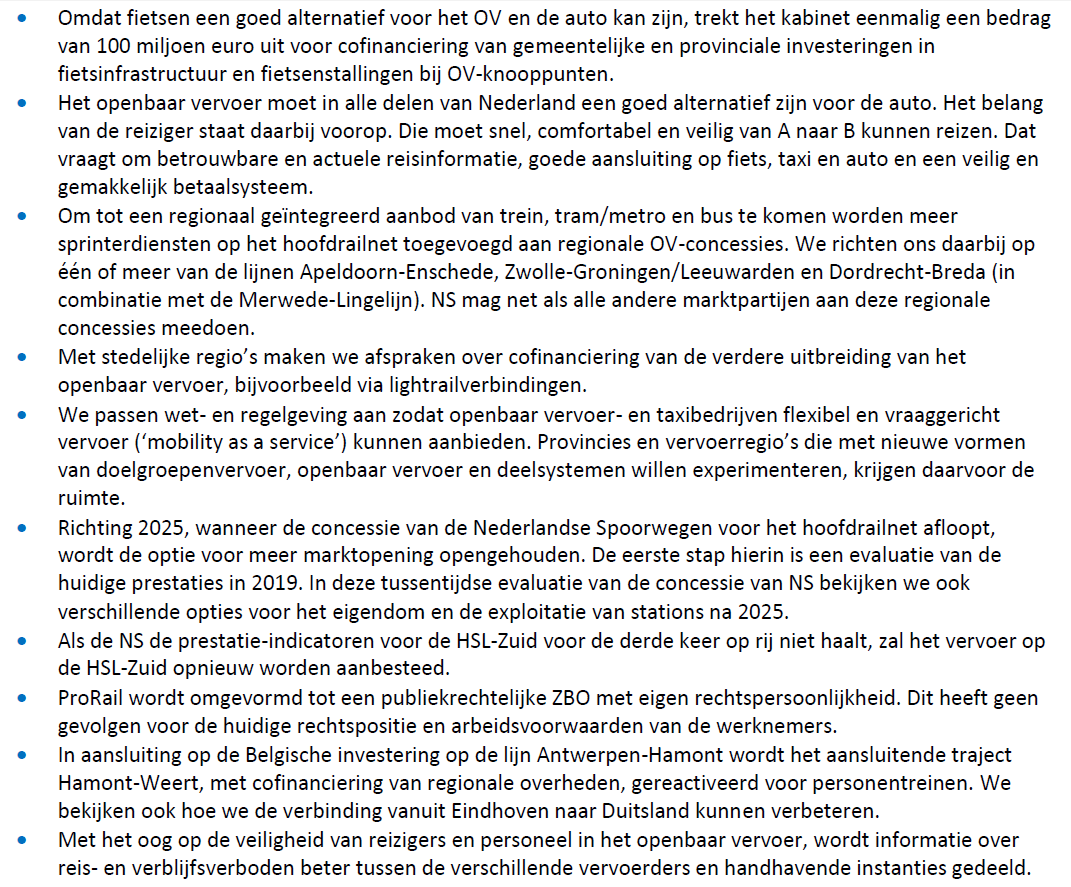 • Omdat fietsen een goed alternatief voor het OV en de auto kan zijn, trekt het kabinet eenmalig een bedrag
van 100 miljoen euro uit voor cofinanciering van gemeentelijke en provinciale investeringen in
fietsinfrastructuur en fietsenstallingen bij OV-knooppunten.
• Het openbaar vervoer moet in alle delen van Nederland een goed alternatief zijn voor de auto. Het belang
van de reiziger staat daarbij voorop. Die moet snel, comfortabel en veilig van A naar B kunnen reizen. Dat
vraagt om betrouwbare en actuele reisinformatie, goede aansluiting op fiets, taxi en auto en een veilig en
gemakkelijk betaalsysteem.
• Om tot een regionaal geïntegreerd aanbod van trein, tram/metro en bus te komen worden meer
sprinterdiensten op het hoofdrailnet toegevoegd aan regionale OV-concessies. We richten ons daarbij op
één of meer van de lijnen Apeldoorn-Enschede, Zwolle-Groningen/Leeuwarden en Dordrecht-Breda (in
combinatie met de Merwede-Lingelijn). NS mag net als alle andere marktpartijen aan deze regionale
concessies meedoen.
• Met stedelijke regio’s maken we afspraken over cofinanciering van de verdere uitbreiding van het
openbaar vervoer, bijvoorbeeld via lightrailverbindingen.
• We passen wet- en regelgeving aan zodat openbaar vervoer- en taxibedrijven flexibel en vraaggericht
vervoer (‘mobility as a service’) kunnen aanbieden. Provincies en vervoerregio’s die met nieuwe vormen
van doelgroepenvervoer, openbaar vervoer en deelsystemen willen experimenteren, krijgen daarvoor de
ruimte.
• Richting 2025, wanneer de concessie van de Nederlandse Spoorwegen voor het hoofdrailnet afloopt,
wordt de optie voor meer marktopening opengehouden. De eerste stap hierin is een evaluatie van de
huidige prestaties in 2019. In deze tussentijdse evaluatie van de concessie van NS bekijken we ook
verschillende opties voor het eigendom en de exploitatie van stations na 2025.
• Als de NS de prestatie-indicatoren voor de HSL-Zuid voor de derde keer op rij niet haalt, zal het vervoer op
de HSL-Zuid opnieuw worden aanbesteed.
• ProRail wordt omgevormd tot een publiekrechtelijke ZBO met eigen rechtspersoonlijkheid. Dit heeft geen
gevolgen voor de huidige rechtspositie en arbeidsvoorwaarden van de werknemers.
• In aansluiting op de Belgische investering op de lijn Antwerpen-Hamont wordt het aansluitende traject
Hamont-Weert, met cofinanciering van regionale overheden, gereactiveerd voor personentreinen. We
bekijken ook hoe we de verbinding vanuit Eindhoven naar Duitsland kunnen verbeteren.
• Met het oog op de veiligheid van reizigers en personeel in het openbaar vervoer, wordt informatie over
reis- en verblijfsverboden beter tussen de verschillende vervoerders en handhavende instanties gedeeld.